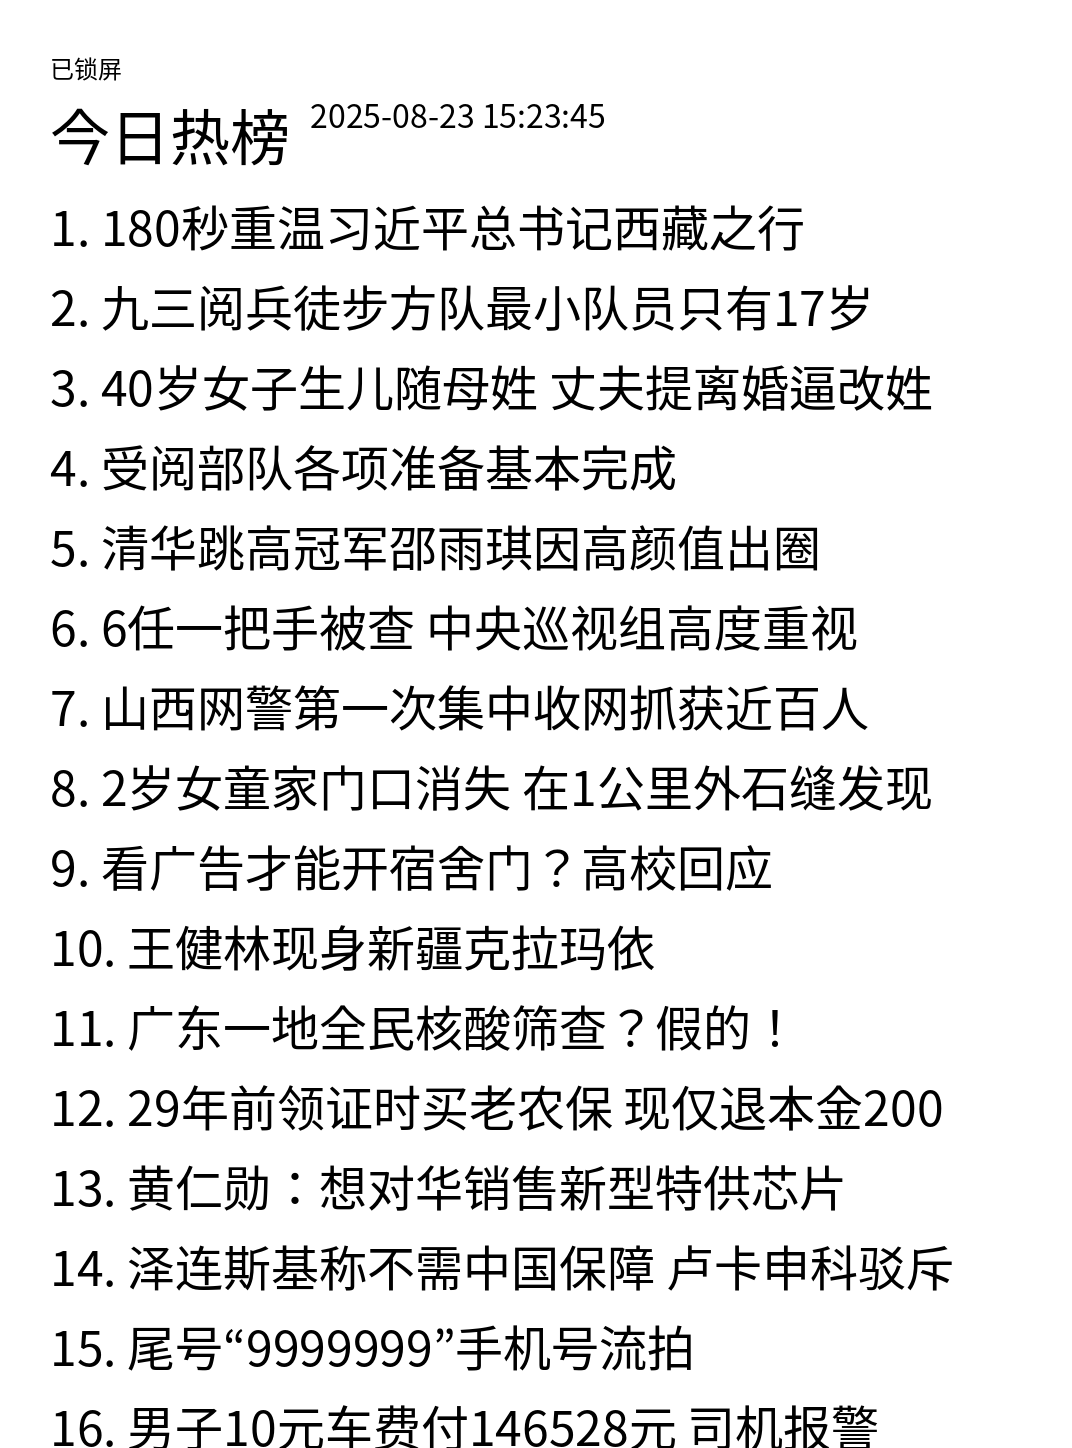 已锁屏
今日热榜 2025-08-23 15:23:45
1. 180秒重温习近平总书记西藏之行
2. 九三阅兵徒步方队最小队员只有17岁
3. 40岁女子生儿随母姓 丈夫提离婚逼改姓
4. 受阅部队各项准备基本完成
5. 清华跳高冠军邵雨琪因高颜值出圈
6. 6任一把手被查 中央巡视组高度重视
7. 山西网警第一次集中收网抓获近百人
8. 2岁女童家门口消失 在1公里外石缝发现
9. 看广告才能开宿舍门？高校回应
10. 王健林现身新疆克拉玛依
11. 广东一地全民核酸筛查？假的！
12. 29年前领证时买老农保 现仅退本金200
13. 黄仁勋：想对华销售新型特供芯片
14. 泽连斯基称不需中国保障 卢卡申科驳斥
15. 尾号“9999999”手机号流拍
16. 男子10元车费付146528元 司机报警